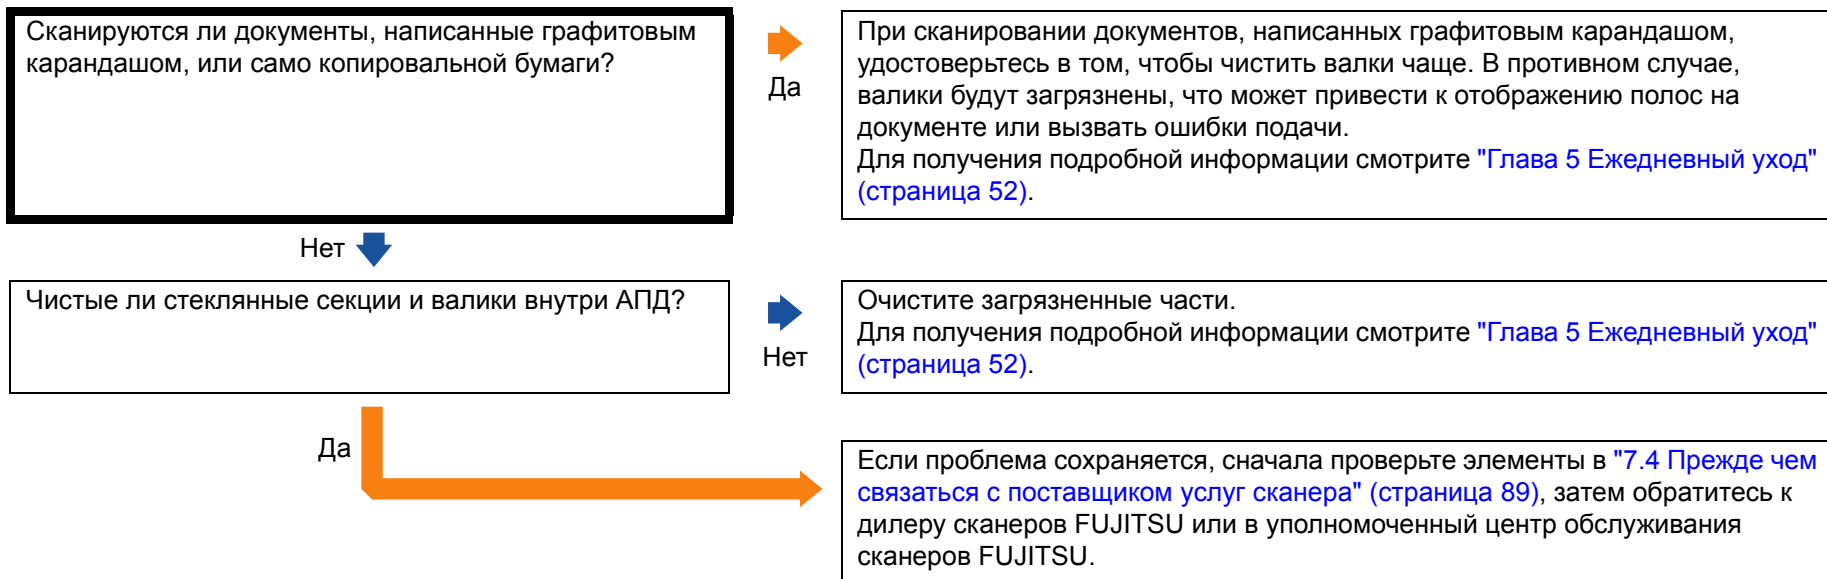 Сканируются ли документы, написанные графитовым
карандашом, или само копировальной бумаги?
Да
При сканировании документов, написанных графитовым карандашом,
удостоверьтесь в том, чтобы чистить валки чаще. В противном случае,
валики будут загрязнены, что может привести к отображению полос на
документе или вызвать ошибки подачи.
Для получения подробной информации смотрите "Глава 5 Ежедневный уход"
(страница 52).
Нет
Чистые ли стеклянные секции и валики внутри АПД?
Нет
Очистите загрязненные части.
Для получения подробной информации смотрите "Глава 5 Ежедневный уход"
(страница 52).
Да
Если проблема сохраняется, сначала проверьте элементы в "7.4 Прежде чем
связаться с поставщиком услуг сканера" (страница 89), затем обратитесь к
дилеру сканеров FUJITSU или в уполномоченный центр обслуживания
сканеров FUJITSU.